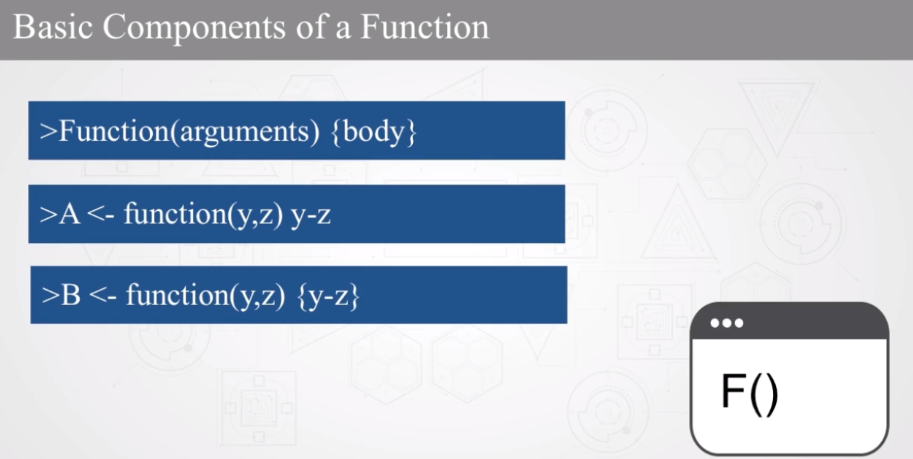 Basic Components of a Function
>Function(arguments) {body}
>A <- function(y,z) y-z
>B <- function(y,z) {y-z}
F()